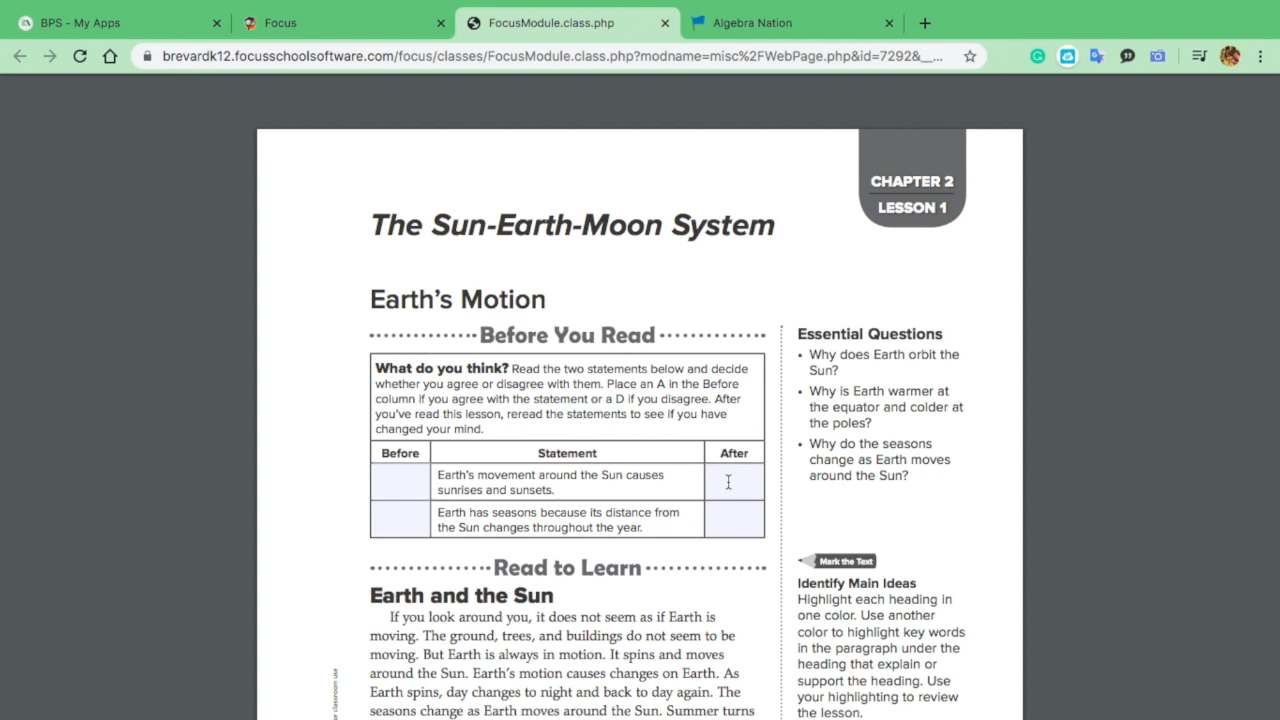 BPS - My Apps
Focus
FocusModule.class.php
Algebra Nation
brevardk12.focusschoolsoftware.com/focus/classes/FocusModule.class.php?modname=misc%2FWebPage.php&id=7292&__...
CHAPTER 2
LESSON 1
The Sun-Earth-Moon System
Earth's Motion
Before You Read
What do you think? Read the two statements below and decide
whether you agree or disagree with them. Place an A in the Before
column if you agree with the statement or a D if you disagree. After
you've read this lesson, reread the statements to see if you have
changed your mind.
Before Statement After
Earth's movement around the Sun causes
sunrises and sunsets.
Earth has seasons because its distance from
the Sun changes throughout the year.
Read to Learn
Earth and the Sun
If you look around you, it does not seem as if Earth is
moving. The ground, trees, and buildings do not seem to be
moving. But Earth is always in motion. It spins and moves
around the Sun. Earth's motion causes changes on Earth. As
Earth spins, day changes to night and back to day again. The
seasons change as Earth moves around the Sun. Summer turns
Essential Questions
• Why does Earth orbit the
Sun?
• Why is Earth warmer at
the equator and colder at
the poles?
• Why do the seasons
change as Earth moves
around the Sun?
Mark the Text
Identify Main Ideas
Highlight each heading in
one color. Use another
color to highlight key words
in the paragraph under the
heading that explain or
support the heading. Use
your highlighting to review
the lesson.
or classroom use